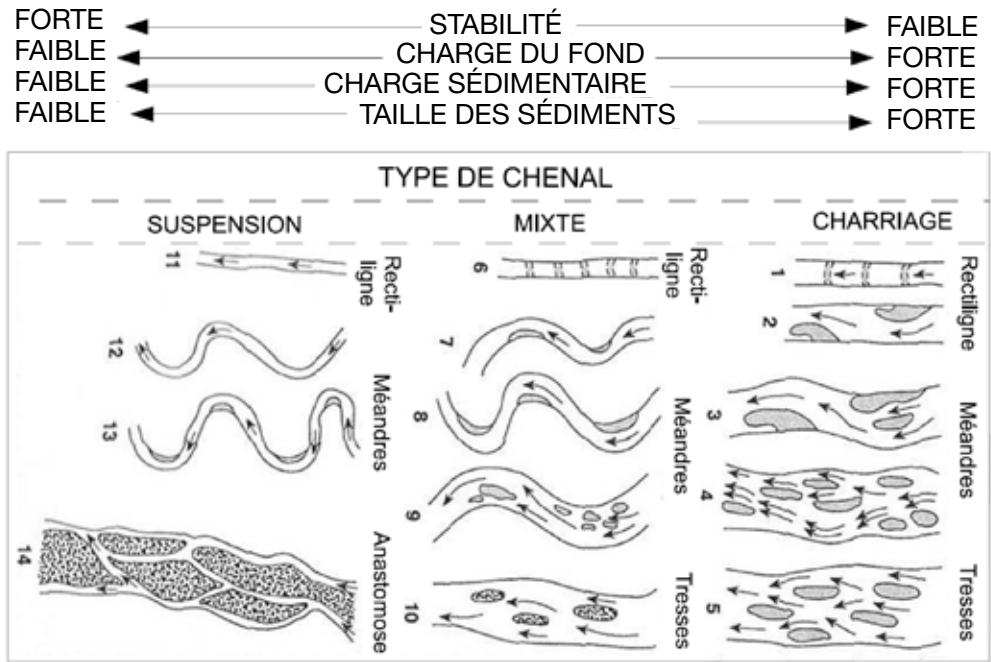 FORTE STABILITÉ FAIBLE
FAIBLE CHARGE DU FOND FORTE
FAIBLE CHARGE SÉDIMENTAIRE FORTE
FAIBLE TAILLE DES SÉDIMENTS FORTE
TYPE DE CHENAL
SUSPENSION MIXTE CHARRIAGE
11
Recti-
ligne
12
13
Méandres
14
Anastomose
6
Recti-
ligne
7
8
9
Méandres
10
Tresses
1
2
Rectilligne
3
4
Méandres
5
Tresses